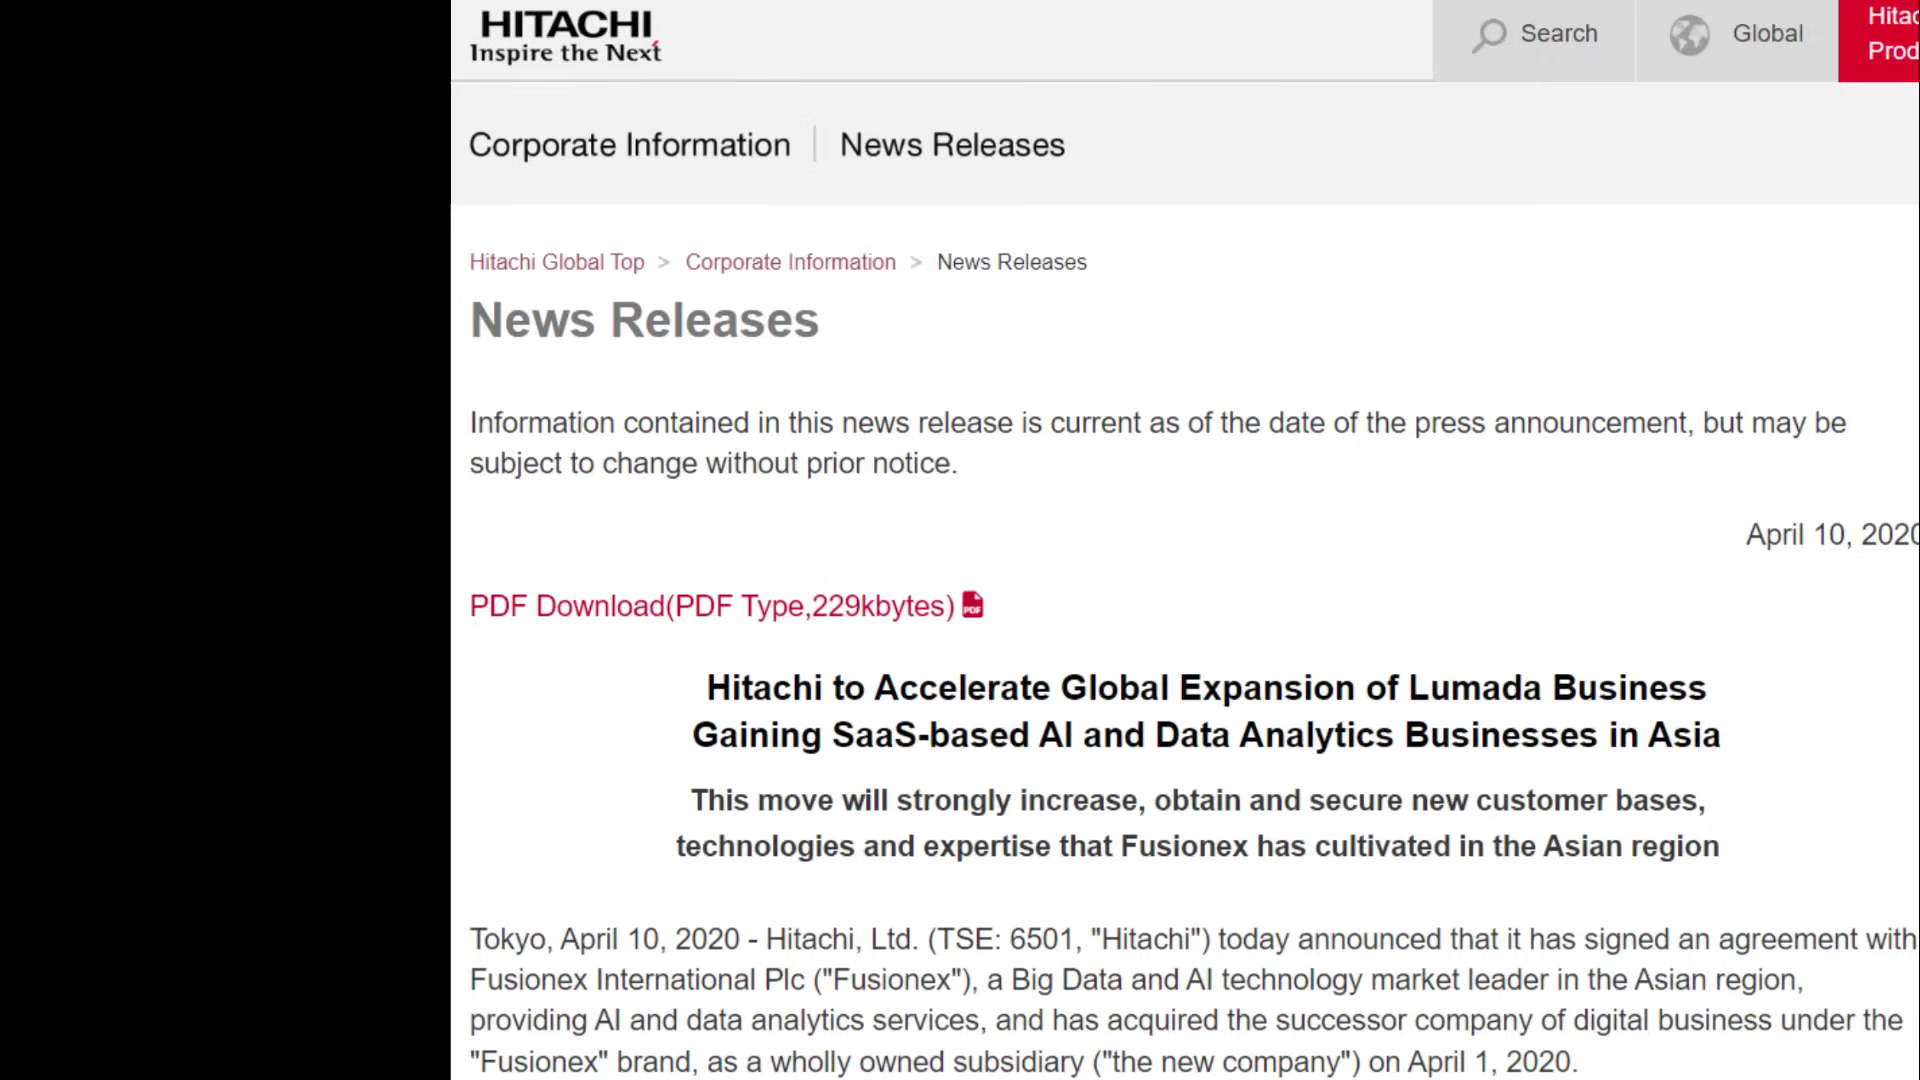 HITACHI
Inspire the Next
Search
Global
Corporate Information
News Releases
Hitachi Global Top > Corporate Information > News Releases
News Releases
Information contained in this news release is current as of the date of the press announcement, but may be
subject to change without prior notice.
April 10, 2020
PDF Download(PDF Type,229kbytes) PDF
Hitachi to Accelerate Global Expansion of Lumada Business
Gaining SaaS-based AI and Data Analytics Businesses in Asia
This move will strongly increase, obtain and secure new customer bases,
technologies and expertise that Fusionex has cultivated in the Asian region
Tokyo, April 10, 2020 - Hitachi, Ltd. (TSE: 6501, "Hitachi") today announced that it has signed an agreement with
Fusionex International Plc ("Fusionex"), a Big Data and AI technology market leader in the Asian region,
providing AI and data analytics services, and has acquired the successor company of digital business under the
"Fusionex" brand, as a wholly owned subsidiary ("the new company") on April 1, 2020.